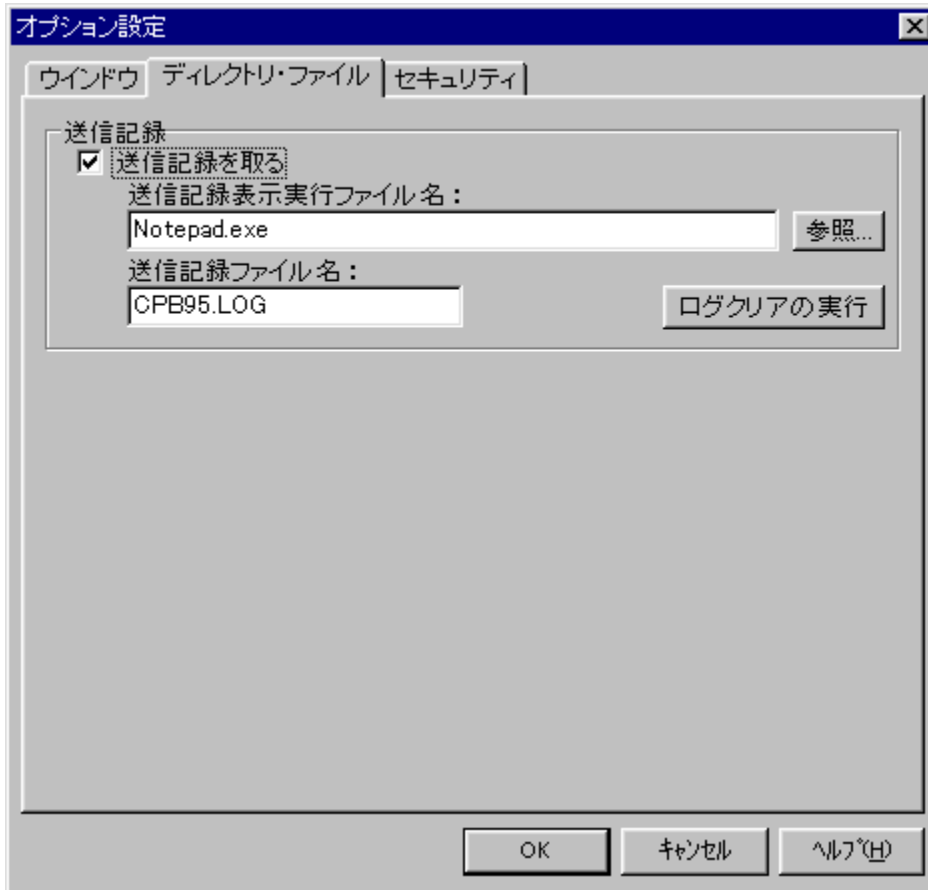 オプション設定
ウインドウ ディレクトリ・ファイル セキュリティ
送信記録
送信記録を取る
送信記録表示実行ファイル名：
Notepad.exe 参照...
送信記録ファイル名：
CPB95.LOG ログクリアの実行
OK ｷｬﾝｾﾙ ﾍﾙﾌﾟ(H)